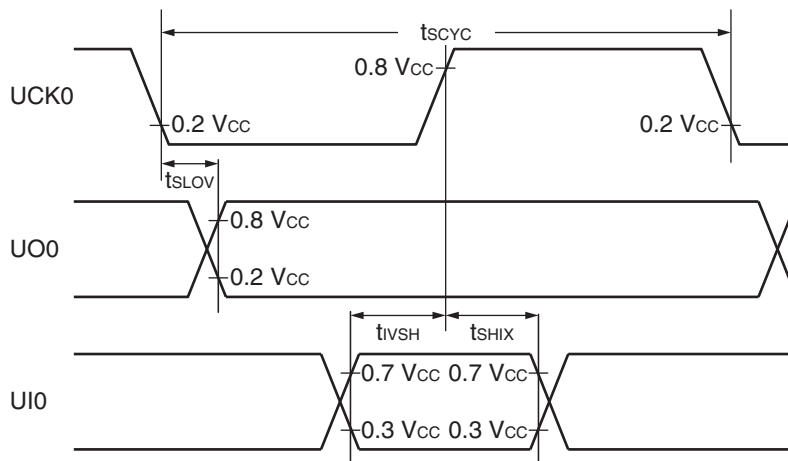 tSCYC
UCK0
0.8 VCC
0.2 VCC
0.2 VCC
tSLOV
UO0
0.8 VCC
0.2 VCC
tIVSH
tSHIX
UI0
0.7 VCC
0.7 VCC
0.3 VCC
0.3 VCC